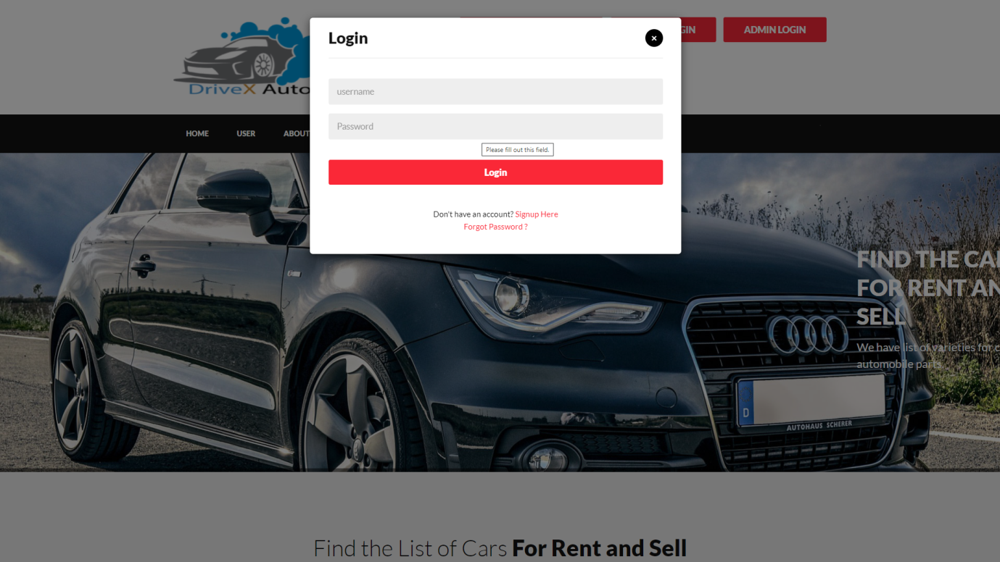 Login
×
GIN
ADMIN LOGIN
DriveX Auto
username
Password
HOME
USER
ABOUT
Please fill out this field.
Login
Don't have an account? Signup Here
Forgot Password ?
FIND THE CA
FOR RENT AN
SELL
We have list of varieties for c
automobile parts
D
AUTOHAUS SCHERER
Find the List of Cars For Rent and Sell